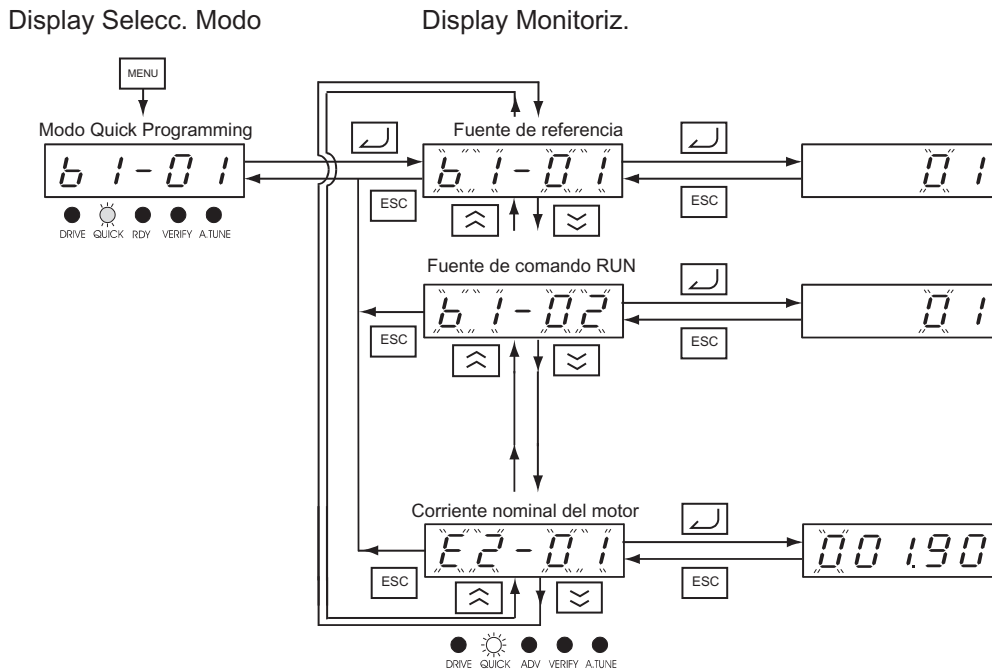 Display Selecc. Modo
Display Monitoriz.
MENU
Modo Quick Programming
Fuente de referencia
b1-01
b1-01
01
ESC
ESC
DRIVE QUICK RDY VERIFY A.TUNE
Fuente de comando RUN
b1-02
01
ESC
ESC
Corriente nominal del motor
E2-01
001.90
ESC
ESC
DRIVE QUICK ADV VERIFY A.TUNE